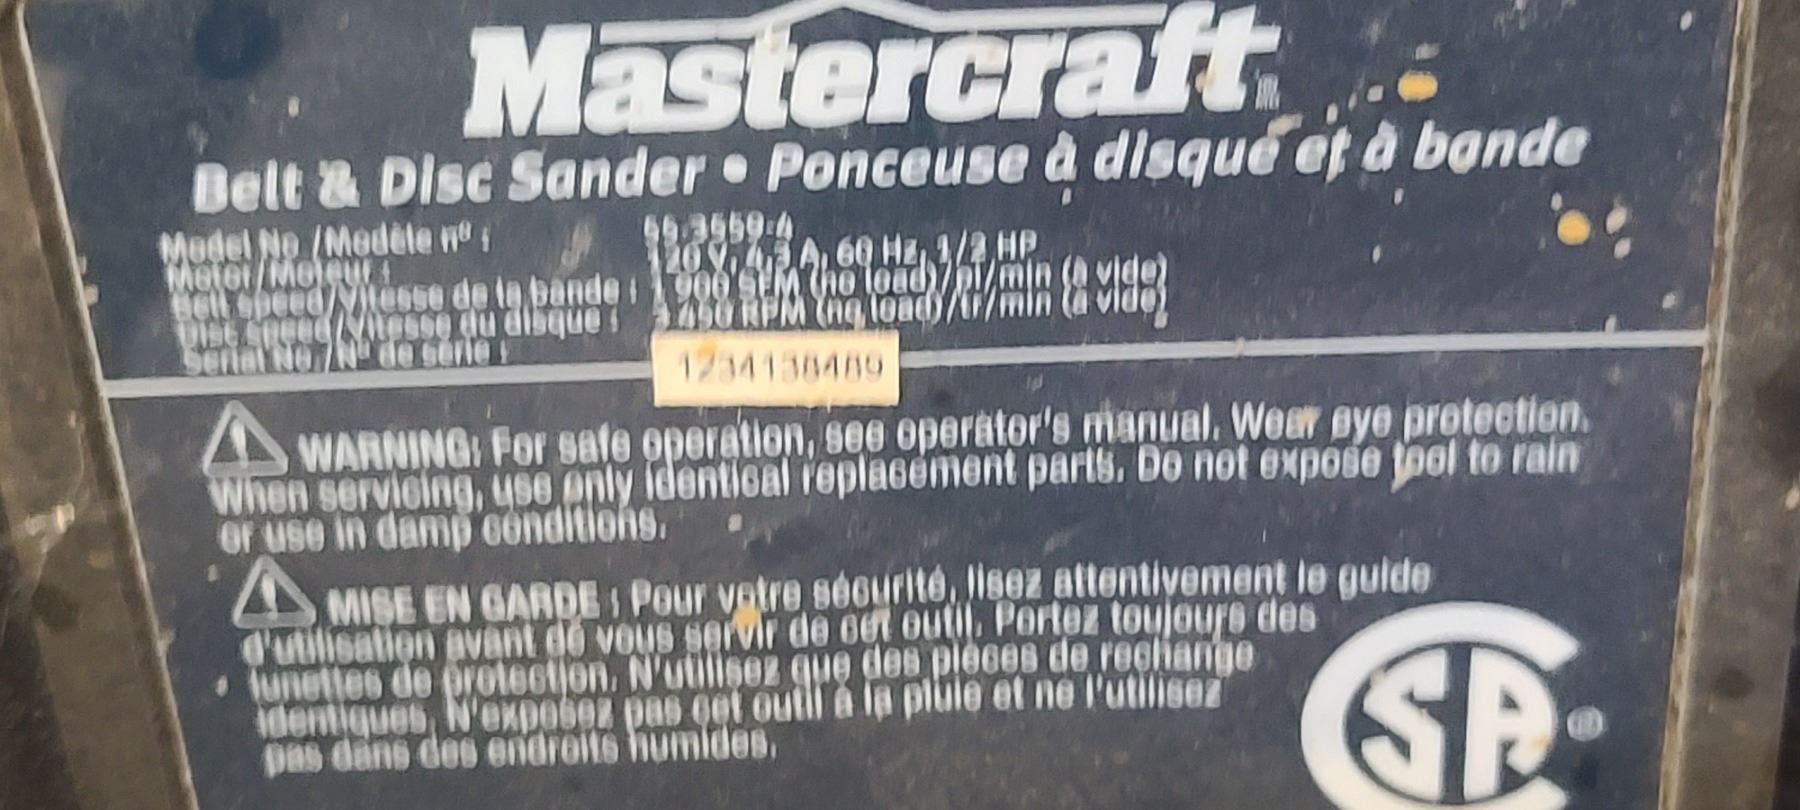 Mastercraft
Belt & Disc Sander • Ponceuse à disque et à bande
Model No./Modèle nº : 55-3559-4
Motor/Moteur : 120 V, 4,3 A, 60 Hz, 1/2 HP
Belt speed/Vitesse de la bande : 1 900 SFM (no load)/pi/min (à vide)
Disc speed/Vitesse du disque : 3 450 RPM (no load)/tr/min (à vide)
Serial No./Nº de série :
WARNING: For safe operation, see operator's manual. Wear eye protection.
When servicing, use only identical replacement parts. Do not expose tool to rain
or use in damp conditions.
MISE EN GARDE : Pour votre sécurité, lisez attentivement le guide
d'utilisation avant de vous servir de cet outil. Portez toujours des
lunettes de protection. N'utilisez que des pièces de rechange
identiques. N'exposez pas cet outil à la pluie et ne l'utilisez
pas dans des endroits humides.
CSA ®